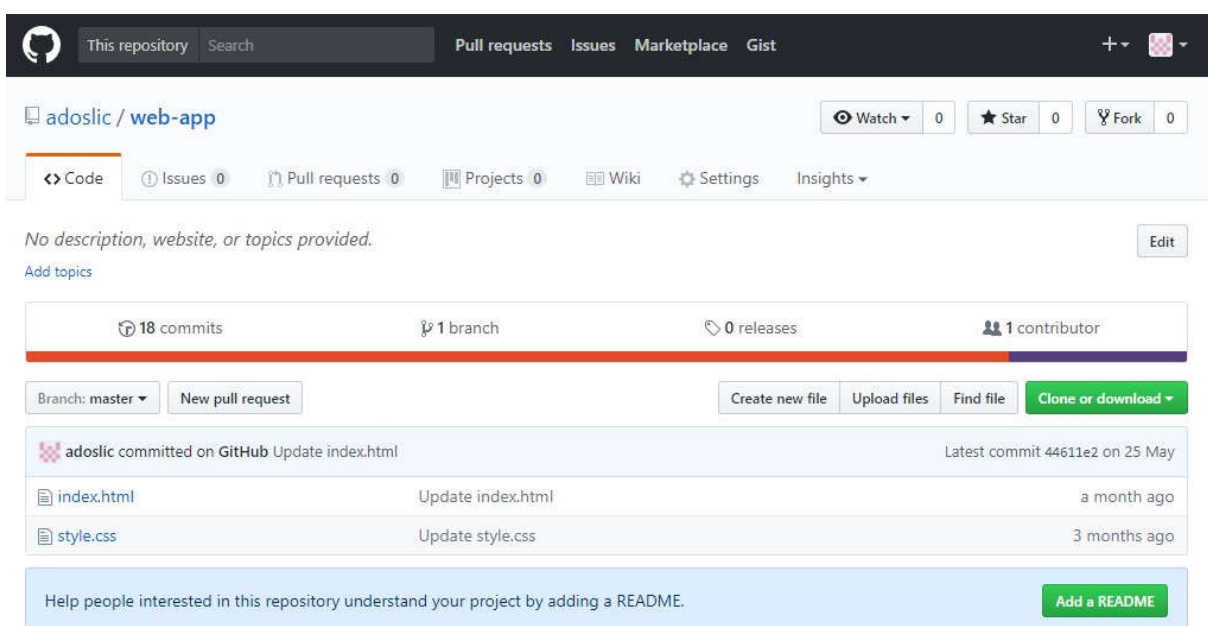 This repository Search Pull requests Issues Marketplace Gist
adoslic / web-app Watch 0 Star 0 Fork 0
Code Issues 0 Pull requests 0 Projects 0 Wiki Settings Insights
No description, website, or topics provided. Edit
Add topics
18 commits 1 branch 0 releases 1 contributor
Branch: master New pull request Create new file Upload files Find file Clone or download
adoslic committed on GitHub Update index.html Latest commit 44611e2 on 25 May
index.html Update index.html a month ago
style.css Update style.css 3 months ago
Help people interested in this repository understand your project by adding a README. Add a README